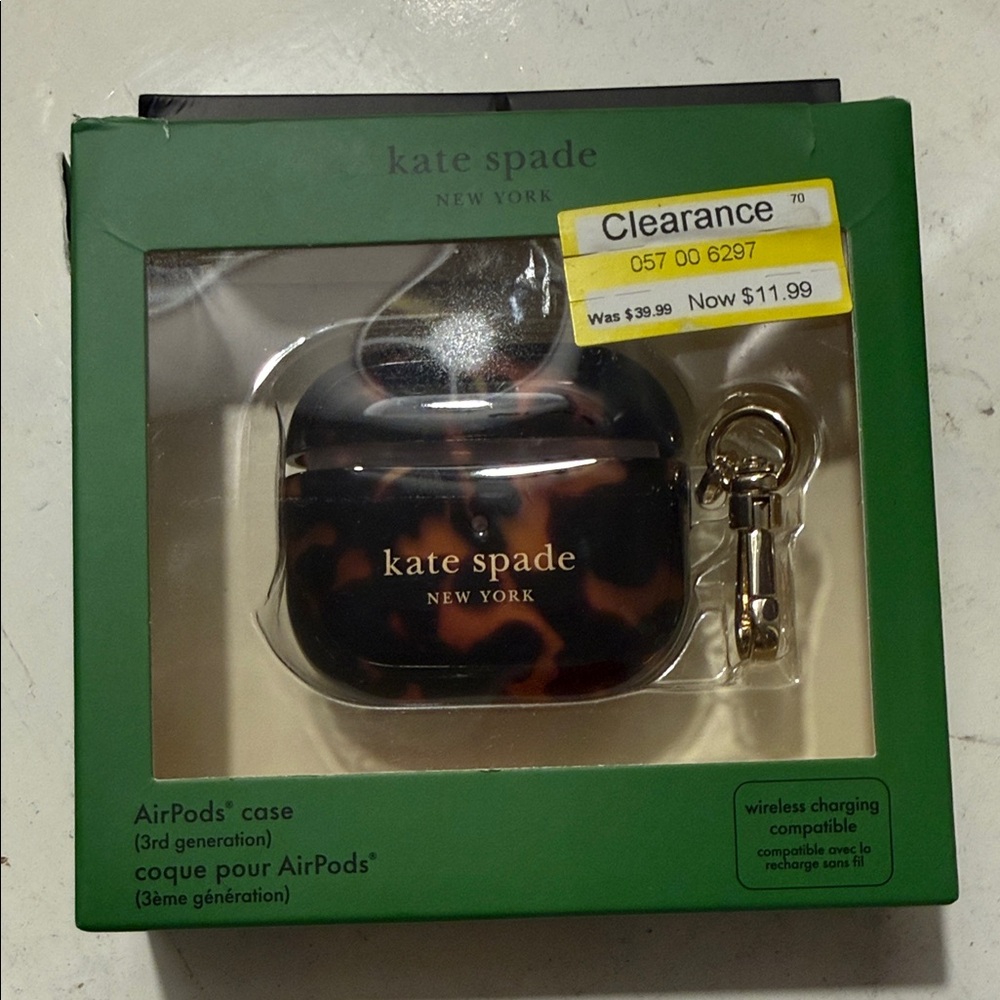 kate spade
NEW YORK
Clearance 70
057 00 6297
Was $39.99 Now $11.99
kate spade
NEW YORK
AirPods® case
(3rd generation)
coque pour AirPods®
(3ème génération)
wireless charging
compatible
compatible avec la
recharge sans fil